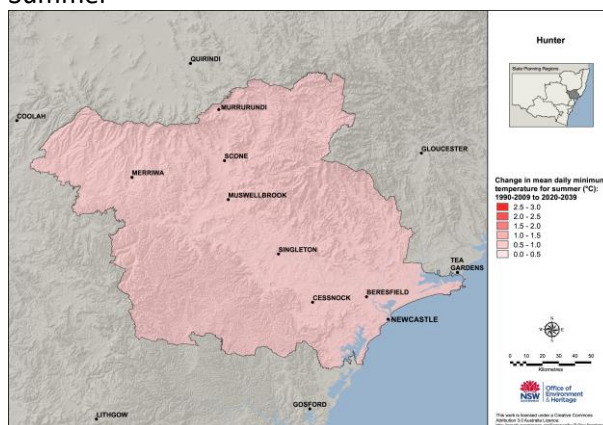 Summer
Hunter
State Planning Regions
QUIRINDI
COOLAH
MURRURUNDI
GLOUCESTER
SCONE
MERRIWA
MUSWELLBROOK
SINGLETON
TEA
GARDENS
BERESFIELD
CESSNOCK
NEWCASTLE
GOSFORD
LITHGOW
Change in mean daily minimum
temperature for summer (°C):
1990-2009 to 2020-2039
2.5 - 3.0
2.0 - 2.5
1.5 - 2.0
1.0 - 1.5
0.5 - 1.0
0.0 - 0.5
0 10 20 30 40 50
Kilometres
NSW
GOVERNMENT
Office of
Environment
& Heritage
This work is licensed under a Creative Commons
Attribution 3.0 Australia Licence.